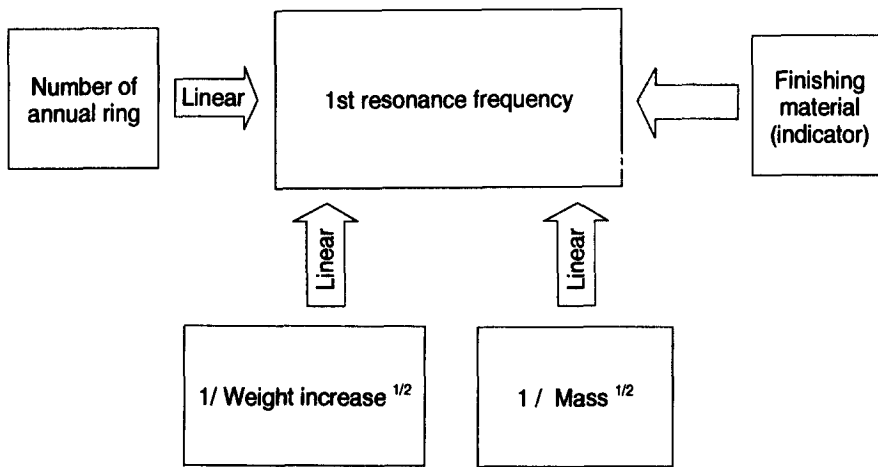 Number of
annual ring
Linear
1st resonance frequency
Finishing
material
(indicator)
Linear
Linear
1/ Weight increase 1/2
1 / Mass 1/2